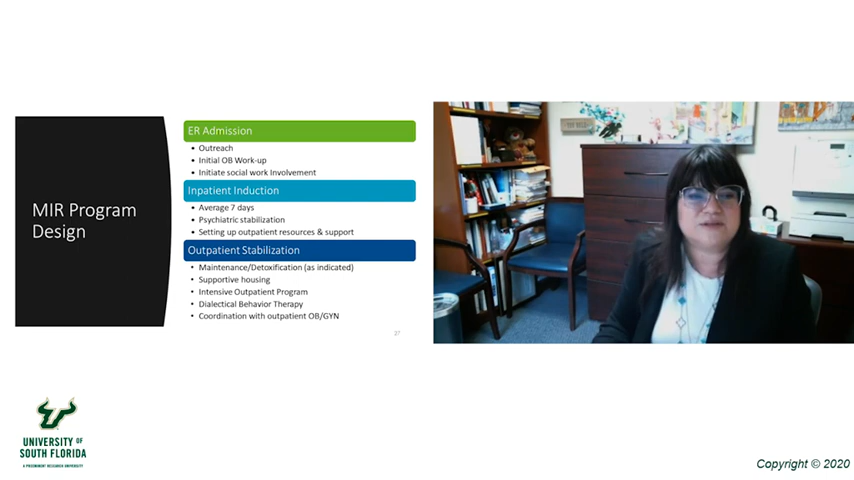 MIR Program
Design
ER Admission
• Outreach
• Initial OB Work-up
• Initiate social work Involvement
Inpatient Induction
• Average 7 days
• Psychiatric stabilization
• Setting up outpatient resources & support
Outpatient Stabilization
• Maintenance/Detoxification (as indicated)
• Supportive housing
• Intensive Outpatient Program
• Dialectical Behavior Therapy
• Coordination with outpatient OB/GYN
27
UNIVERSITY OF
SOUTH FLORIDA
A PREEMINENT RESEARCH UNIVERSITY
Copyright © 2020